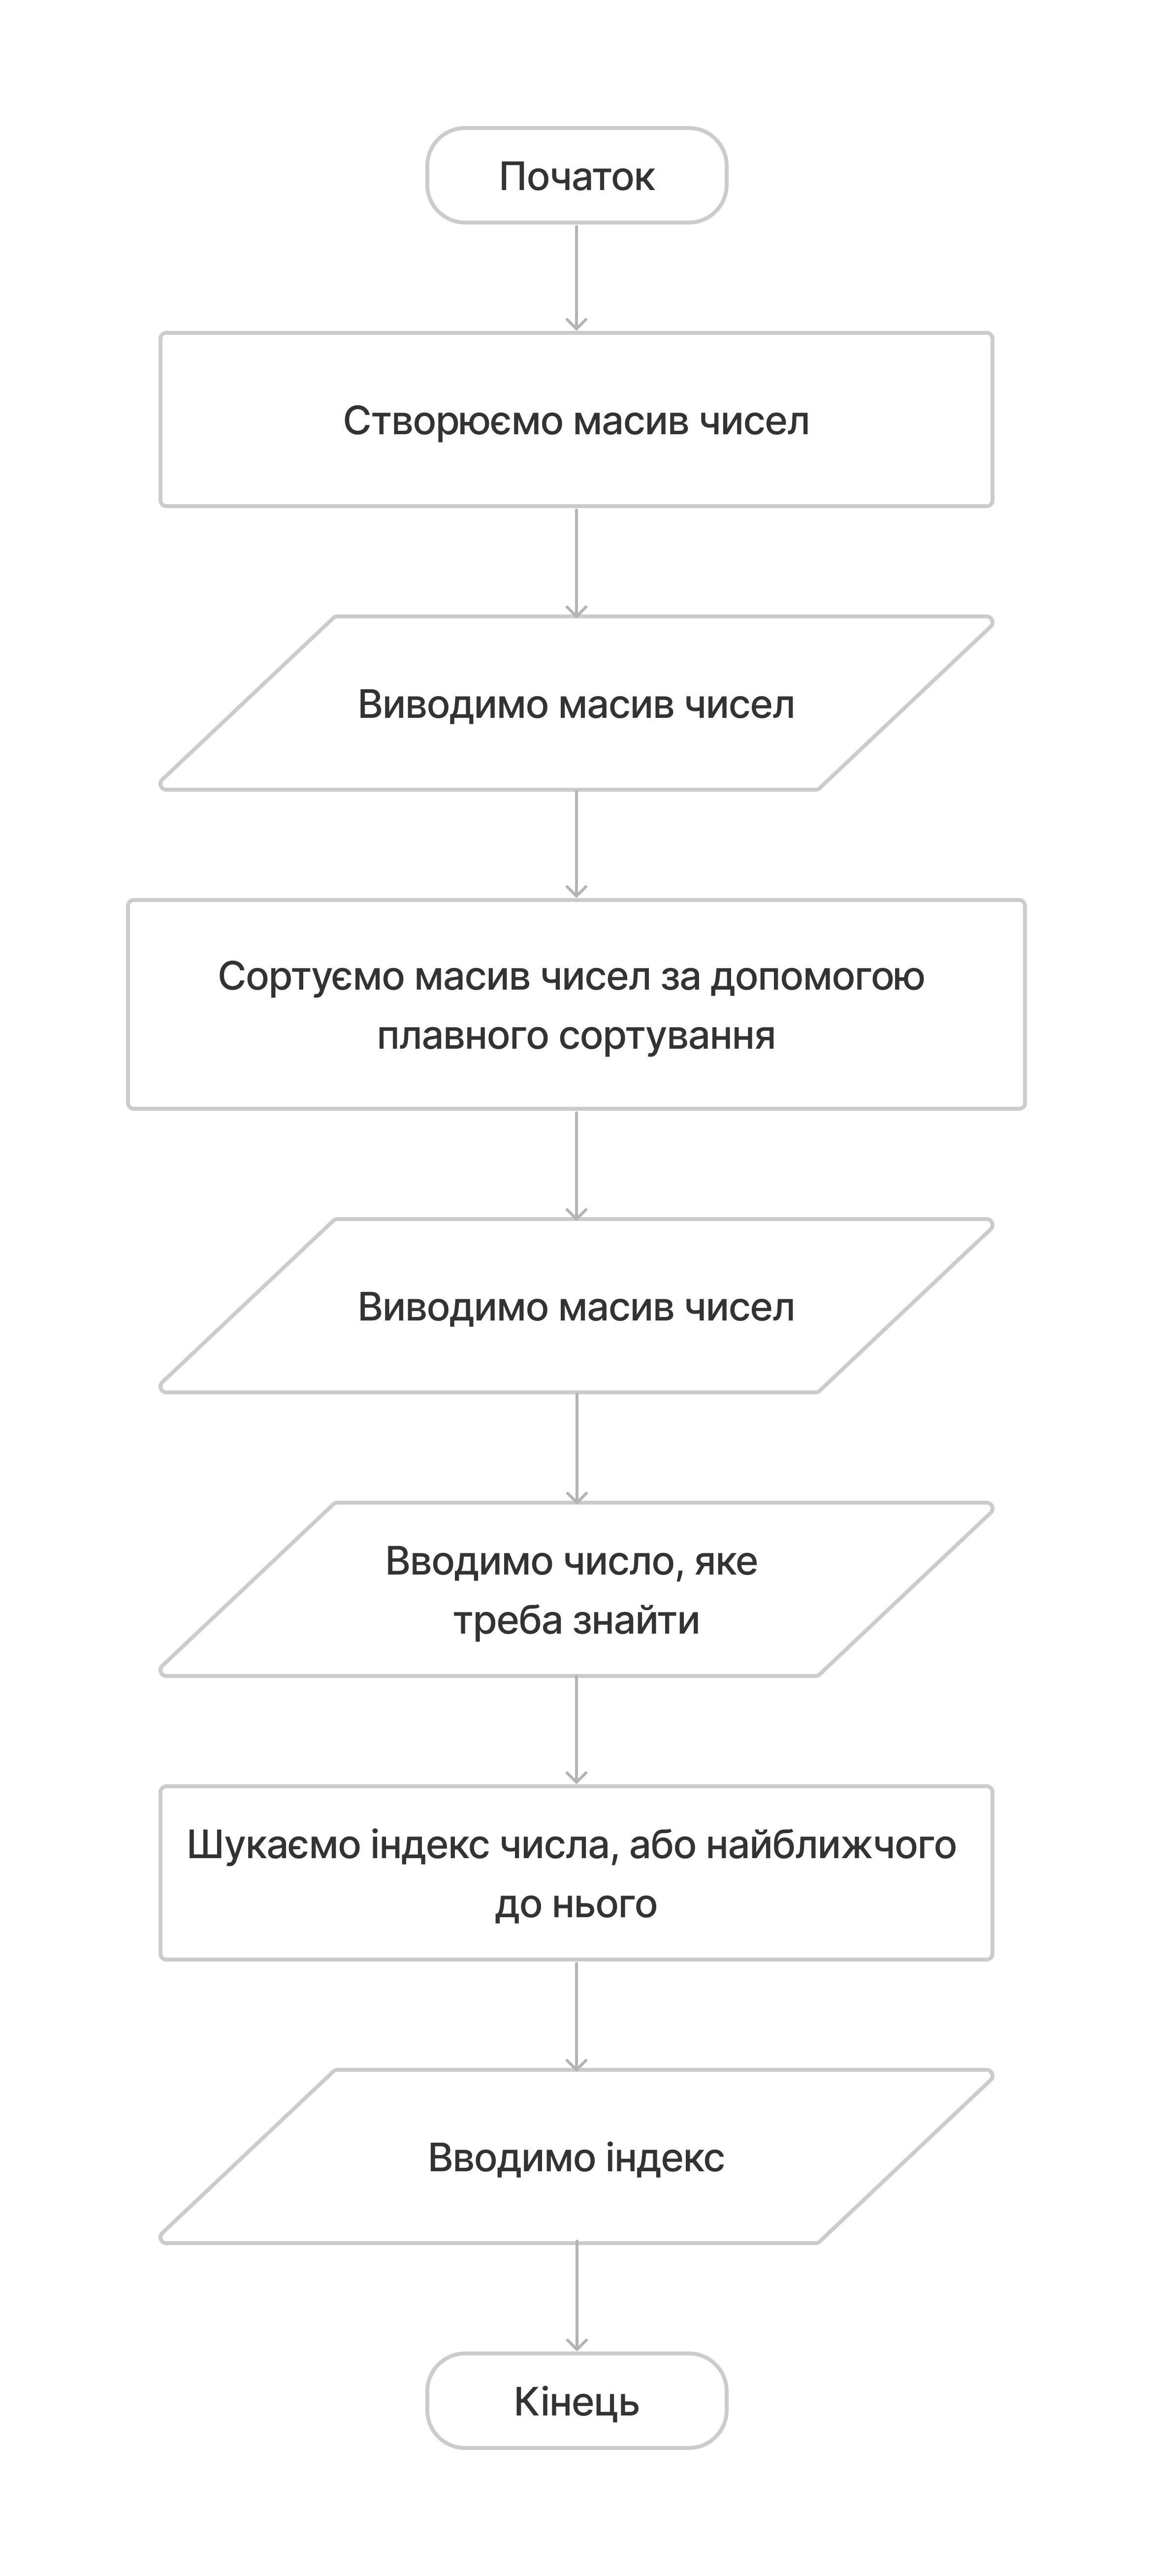 Початок
Створюємо масив чисел
Виводимо масив чисел
Сортуємо масив чисел за допомогою
плавного сортування
Виводимо масив чисел
Вводимо число, яке
треба знайти
Шукаємо індекс числа, або найближчого
до нього
Вводимо індекс
Кінець